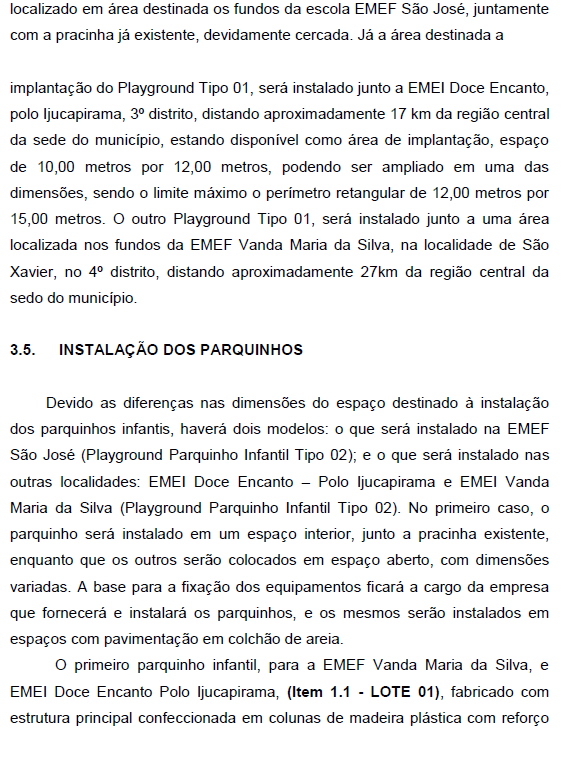 localizado em área destinada os fundos da escola EMEF São José, juntamente
com a pracinha já existente, devidamente cercada. Já a área destinada a
implantação do Playground Tipo 01, será instalado junto a EMEI Doce Encanto,
polo Ijucapirama, 3º distrito, distando aproximadamente 17 km da região central
da sede do município, estando disponível como área de implantação, espaço
de 10,00 metros por 12,00 metros, podendo ser ampliado em uma das
dimensões, sendo o limite máximo o perímetro retangular de 12,00 metros por
15,00 metros. O outro Playground Tipo 01, será instalado junto a uma área
localizada nos fundos da EMEF Vanda Maria da Silva, na localidade de São
Xavier, no 4º distrito, distando aproximadamente 27km da região central da
sedo do município.
3.5. INSTALAÇÃO DOS PARQUINHOS
Devido as diferenças nas dimensões do espaço destinado à instalação
dos parquinhos infantis, haverá dois modelos: o que será instalado na EMEF
São José (Playground Parquinho Infantil Tipo 02); e o que será instalado nas
outras localidades: EMEI Doce Encanto – Polo Ijucapirama e EMEI Vanda
Maria da Silva (Playground Parquinho Infantil Tipo 02). No primeiro caso, o
parquinho será instalado em um espaço interior, junto a pracinha existente,
enquanto que os outros serão colocados em espaço aberto, com dimensões
variadas. A base para a fixação dos equipamentos ficará a cargo da empresa
que fornecerá e instalará os parquinhos, e os mesmos serão instalados em
espaços com pavimentação em colchão de areia.
O primeiro parquinho infantil, para a EMEF Vanda Maria da Silva, e
EMEI Doce Encanto Polo Ijucapirama, (Item 1.1 - LOTE 01), fabricado com
estrutura principal confeccionada em colunas de madeira plástica com reforço